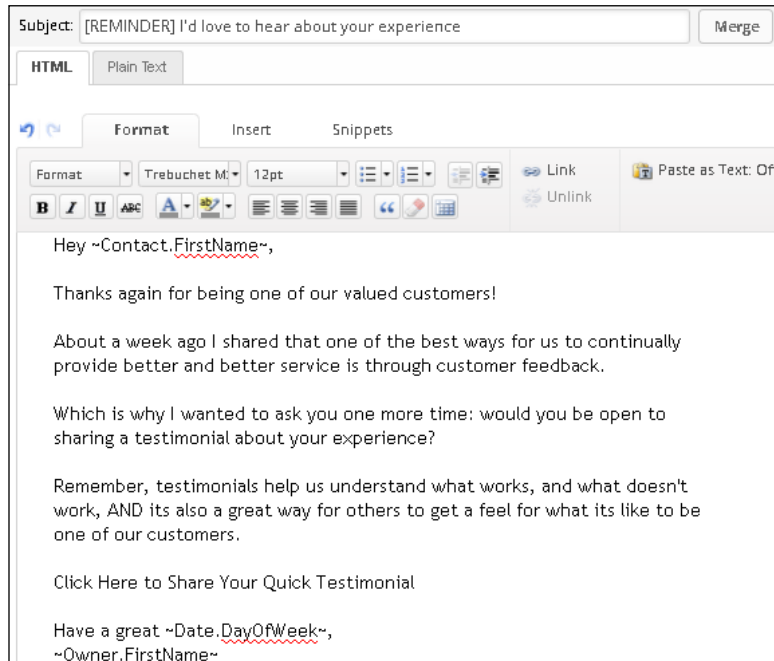 Subject: [REMINDER] I'd love to hear about your experience Merge
HTML Plain Text
Format Insert Snippets
Format Trebuchet 12pt Link Paste as Text: Of
B I U ABC A Unlink
Hey ~Contact.FirstName~,
Thanks again for being one of our valued customers!
About a week ago I shared that one of the best ways for us to continually
provide better and better service is through customer feedback.
Which is why I wanted to ask you one more time: would you be open to
sharing a testimonial about your experience?
Remember, testimonials help us understand what works, and what doesn't
work, AND its also a great way for others to get a feel for what its like to be
one of our customers.
Click Here to Share Your Quick Testimonial
Have a great ~Date.DayOfWeek~,
~Owner.FirstName~